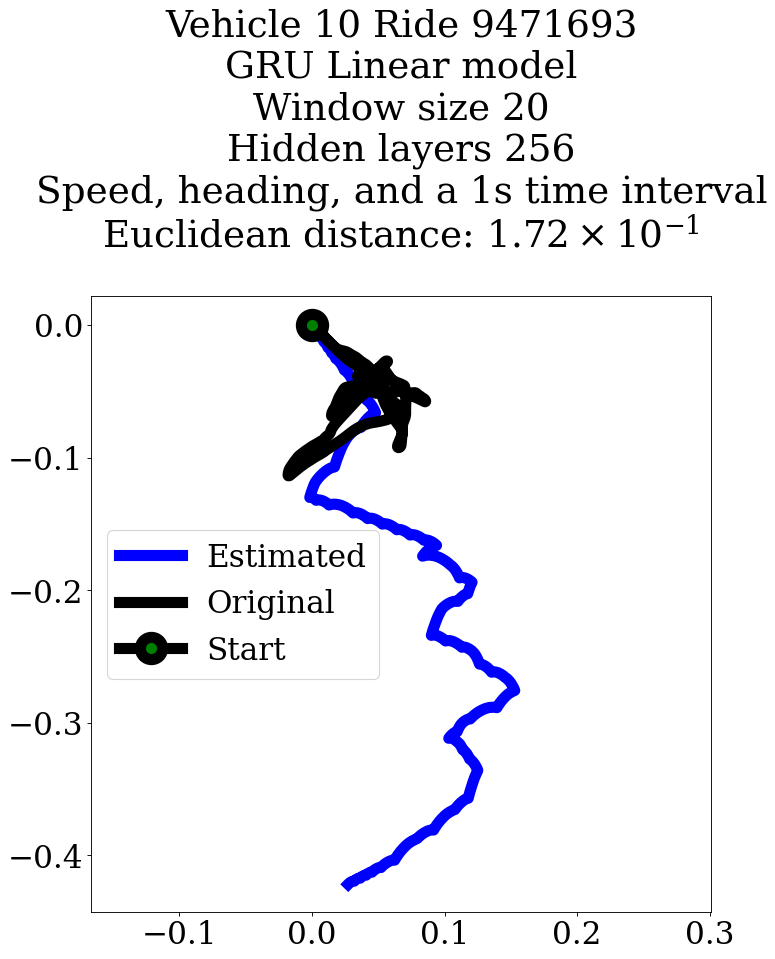 Vehicle 10 Ride 9471693
GRU Linear model
Window size 20
Hidden layers 256
Speed, heading, and a 1s time interval
Euclidean distance: 1.72 × 10⁻¹
0.0
−0.1
−0.2
−0.3
−0.4
Estimated
Original
Start
−0.1
0.0
0.1
0.2
0.3